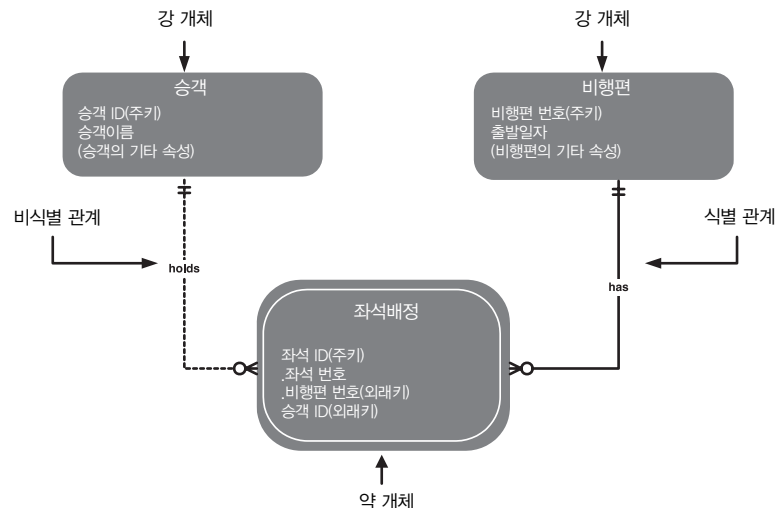 강 개체
강 개체
승객
승객 ID(주키)
승객이름
(승객의 기타 속성)
비행편
비행편 번호(주키)
출발일자
(비행편의 기타 속성)
비식별 관계
식별 관계
holds
has
좌석배정
좌석 ID(주키)
.좌석 번호
.비행편 번호(외래키)
승객 ID(외래키)
약 개체